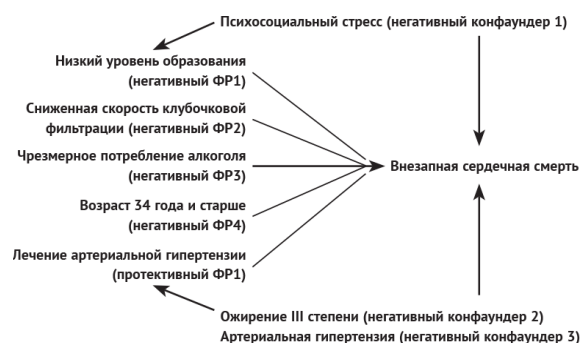 Психосоциальный стресс (негативный конфаундер 1)
Низкий уровень образования
(негативный ФР1)
Сниженная скорость клубочковой
фильтрации (негативный ФР2)
Чрезмерное потребление алкоголя
(негативный ФР3)
Внезапная сердечная смерть
Возраст 34 года и старше
(негативный ФР4)
Лечение артериальной гипертензии
(протективный ФР1)
Ожирение III степени (негативный конфаундер 2)
Артериальная гипертензия (негативный конфаундер 3)